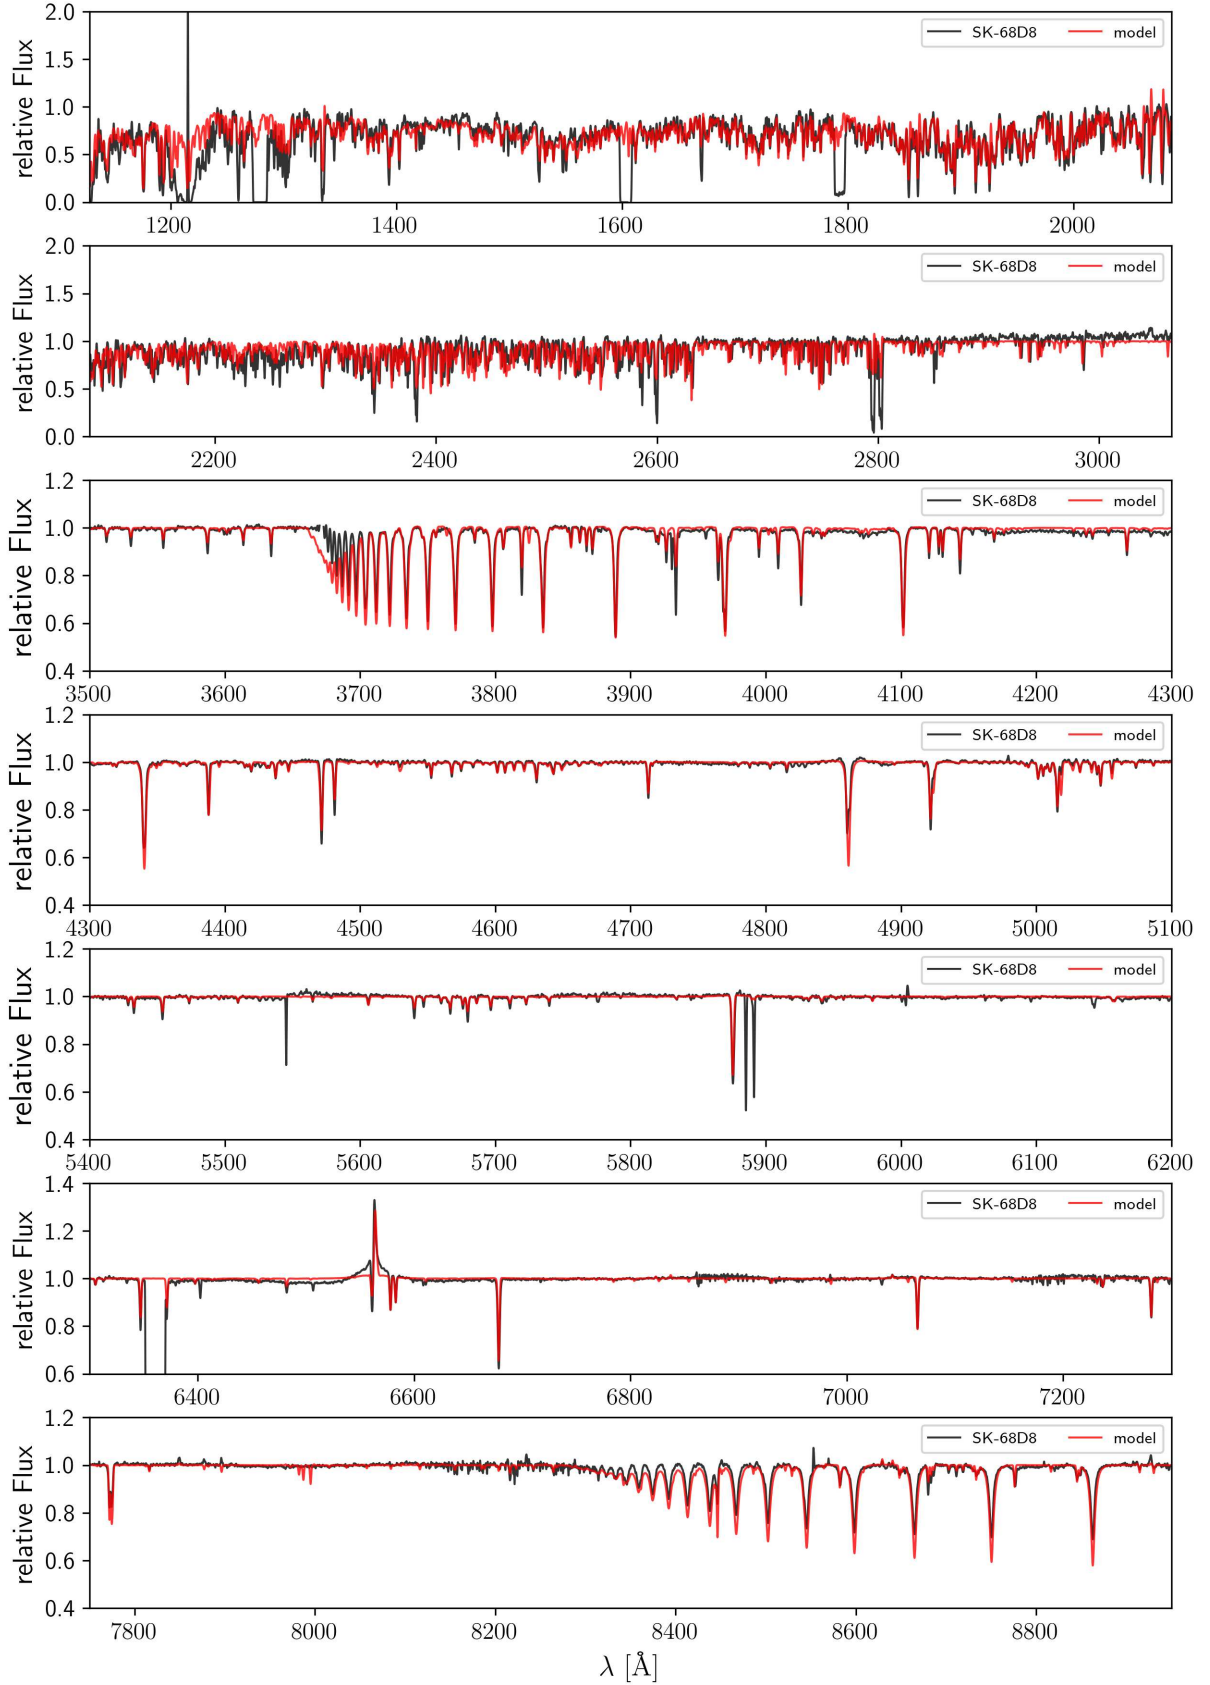 2.0
1.5
1.0
0.5
0.0
relative Flux
SK-68D8 model
1200 1400 1600 1800 2000
2.0
1.5
1.0
0.5
0.0
relative Flux
SK-68D8 model
2200 2400 2600 2800 3000
1.2
1.0
0.8
0.6
0.4
relative Flux
SK-68D8 model
3500 3600 3700 3800 3900 4000 4100 4200 4300
1.2
1.0
0.8
0.6
0.4
relative Flux
SK-68D8 model
4300 4400 4500 4600 4700 4800 4900 5000 5100
1.2
1.0
0.8
0.6
0.4
relative Flux
SK-68D8 model
5400 5500 5600 5700 5800 5900 6000 6100 6200
1.4
1.2
1.0
0.8
0.6
relative Flux
SK-68D8 model
6400 6600 6800 7000 7200
1.2
1.0
0.8
0.6
0.4
relative Flux
SK-68D8 model
7800 8000 8200 8400 8600 8800
λ [Å]